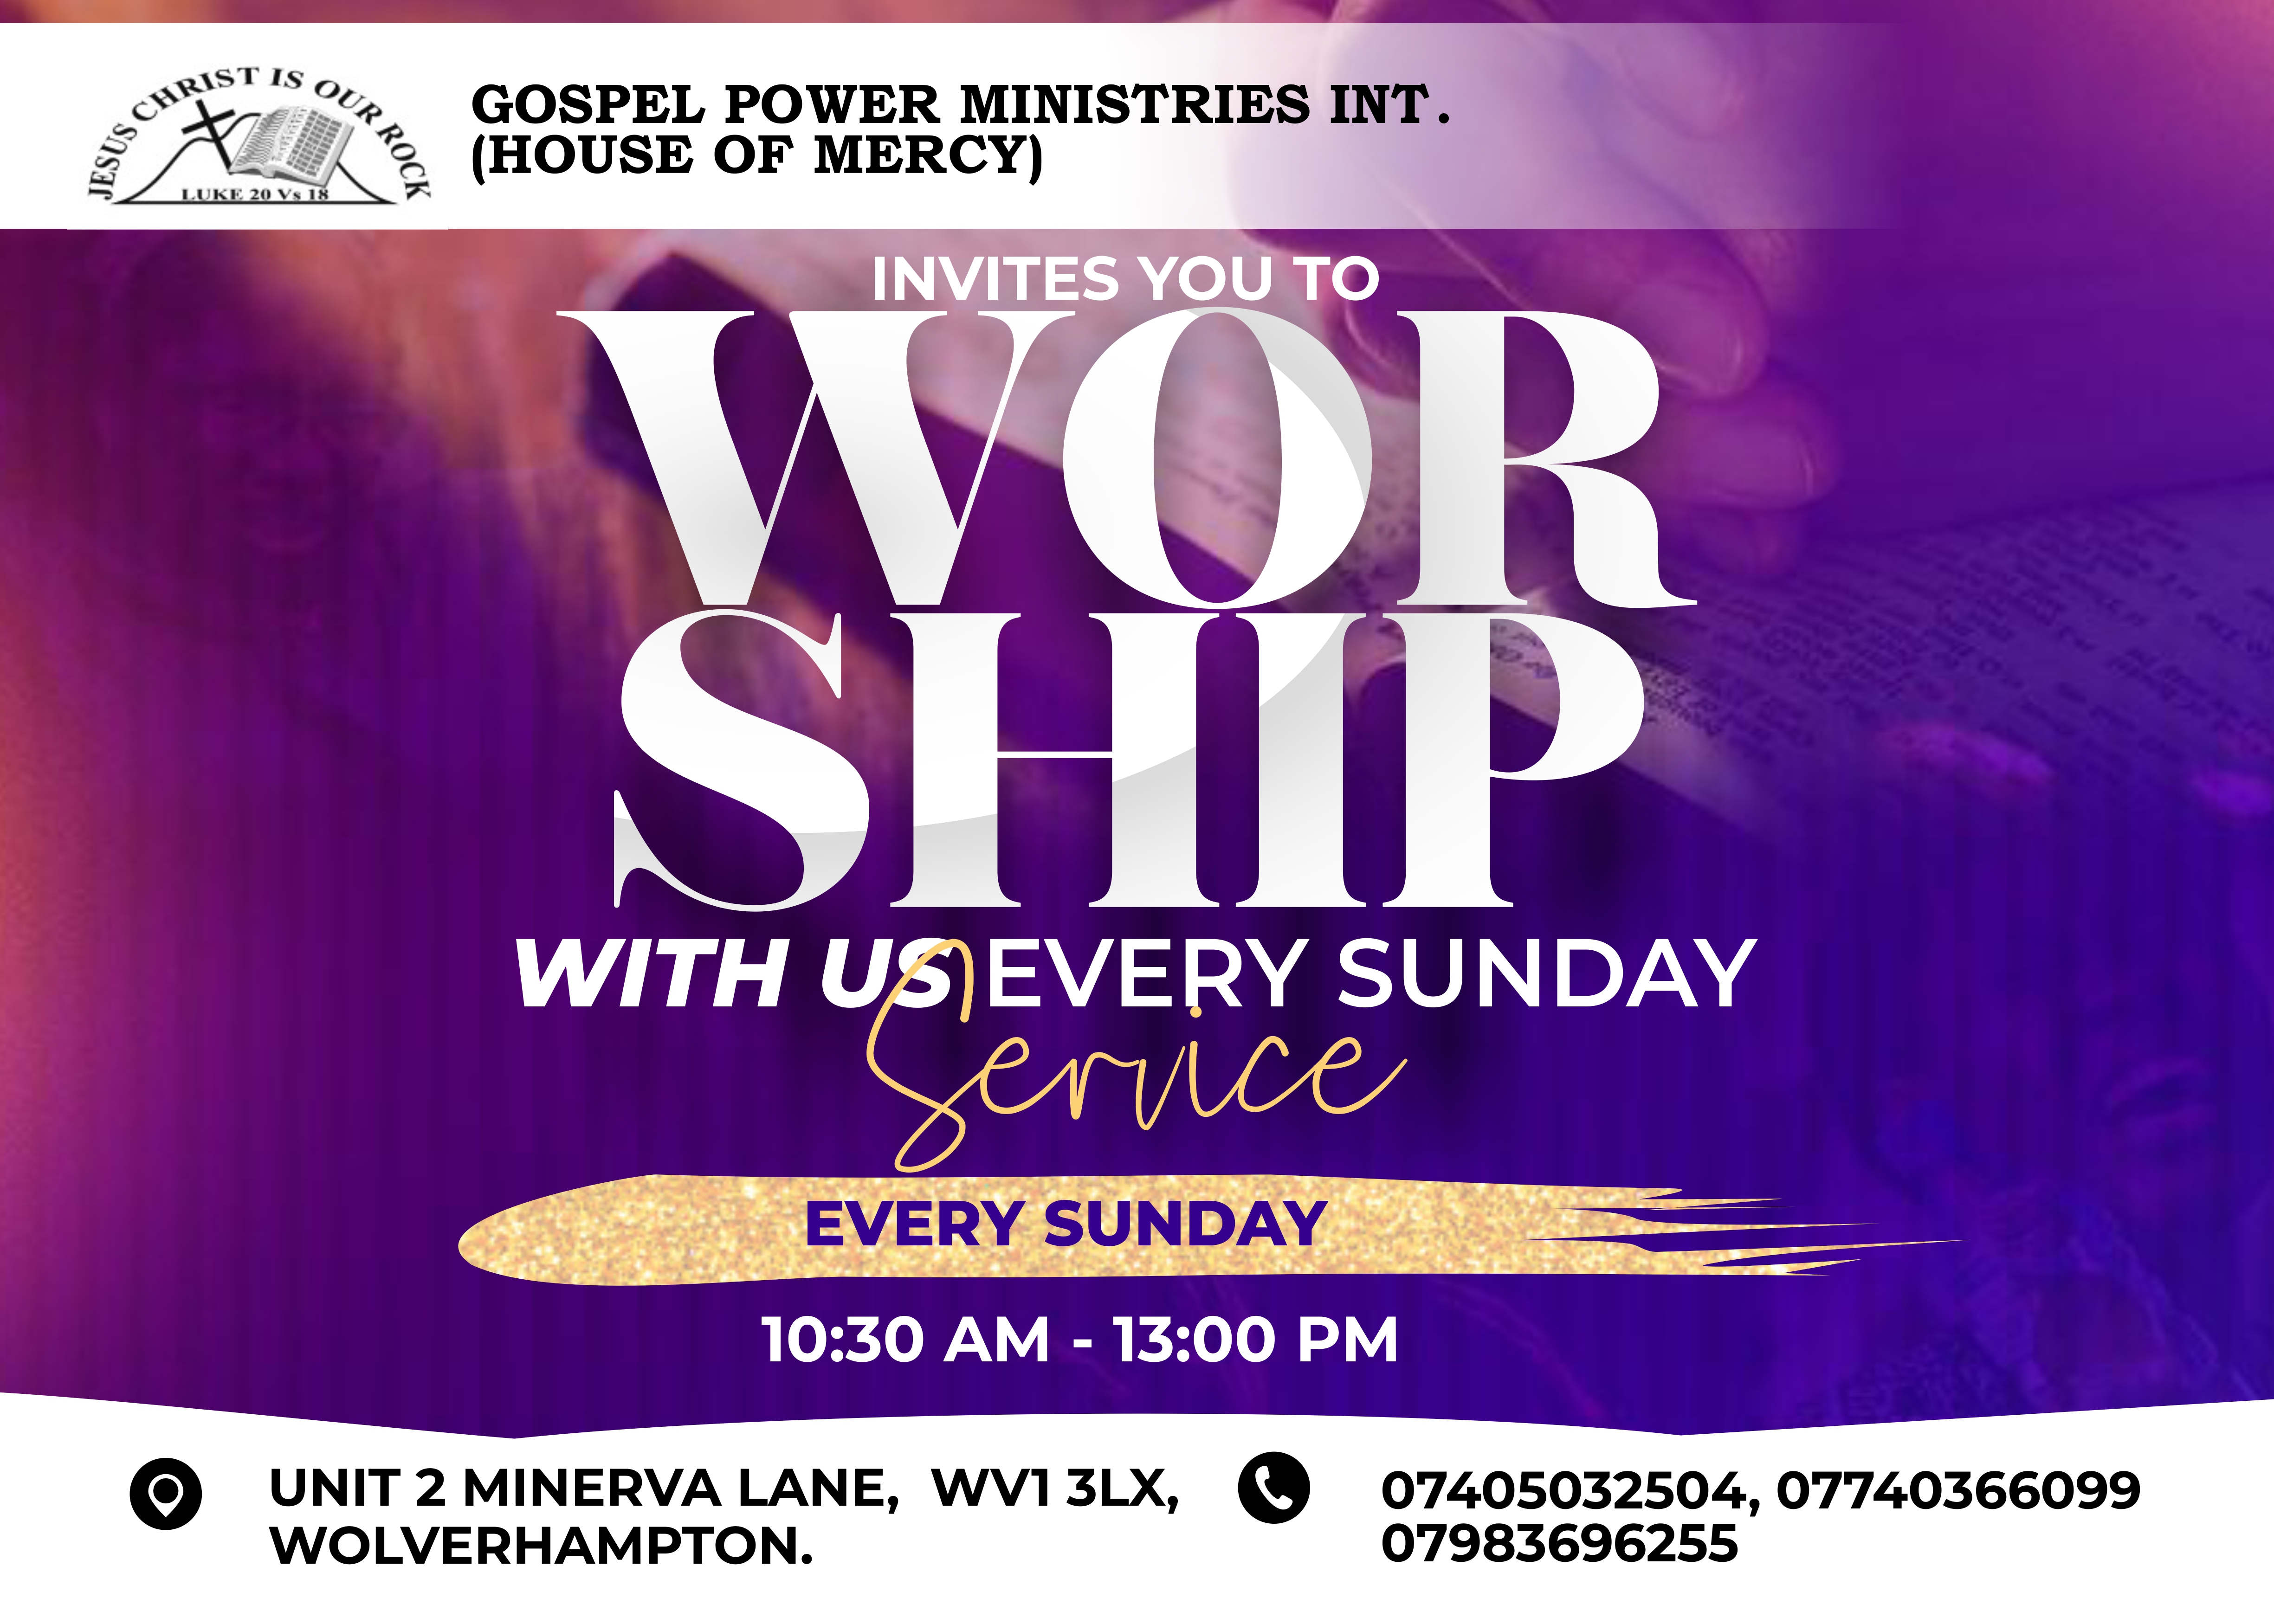 JESUS CHRIST IS OUR ROCK
LUKE 20 Vs 18
GOSPEL POWER MINISTRIES INT.
(HOUSE OF MERCY)
INVITES YOU TO
WOR
SHIP
WITH US EVERY SUNDAY
Service
EVERY SUNDAY
10:30 AM - 13:00 PM
UNIT 2 MINERVA LANE, WV1 3LX,
WOLVERHAMPTON.
07405032504, 07740366099
07983696255